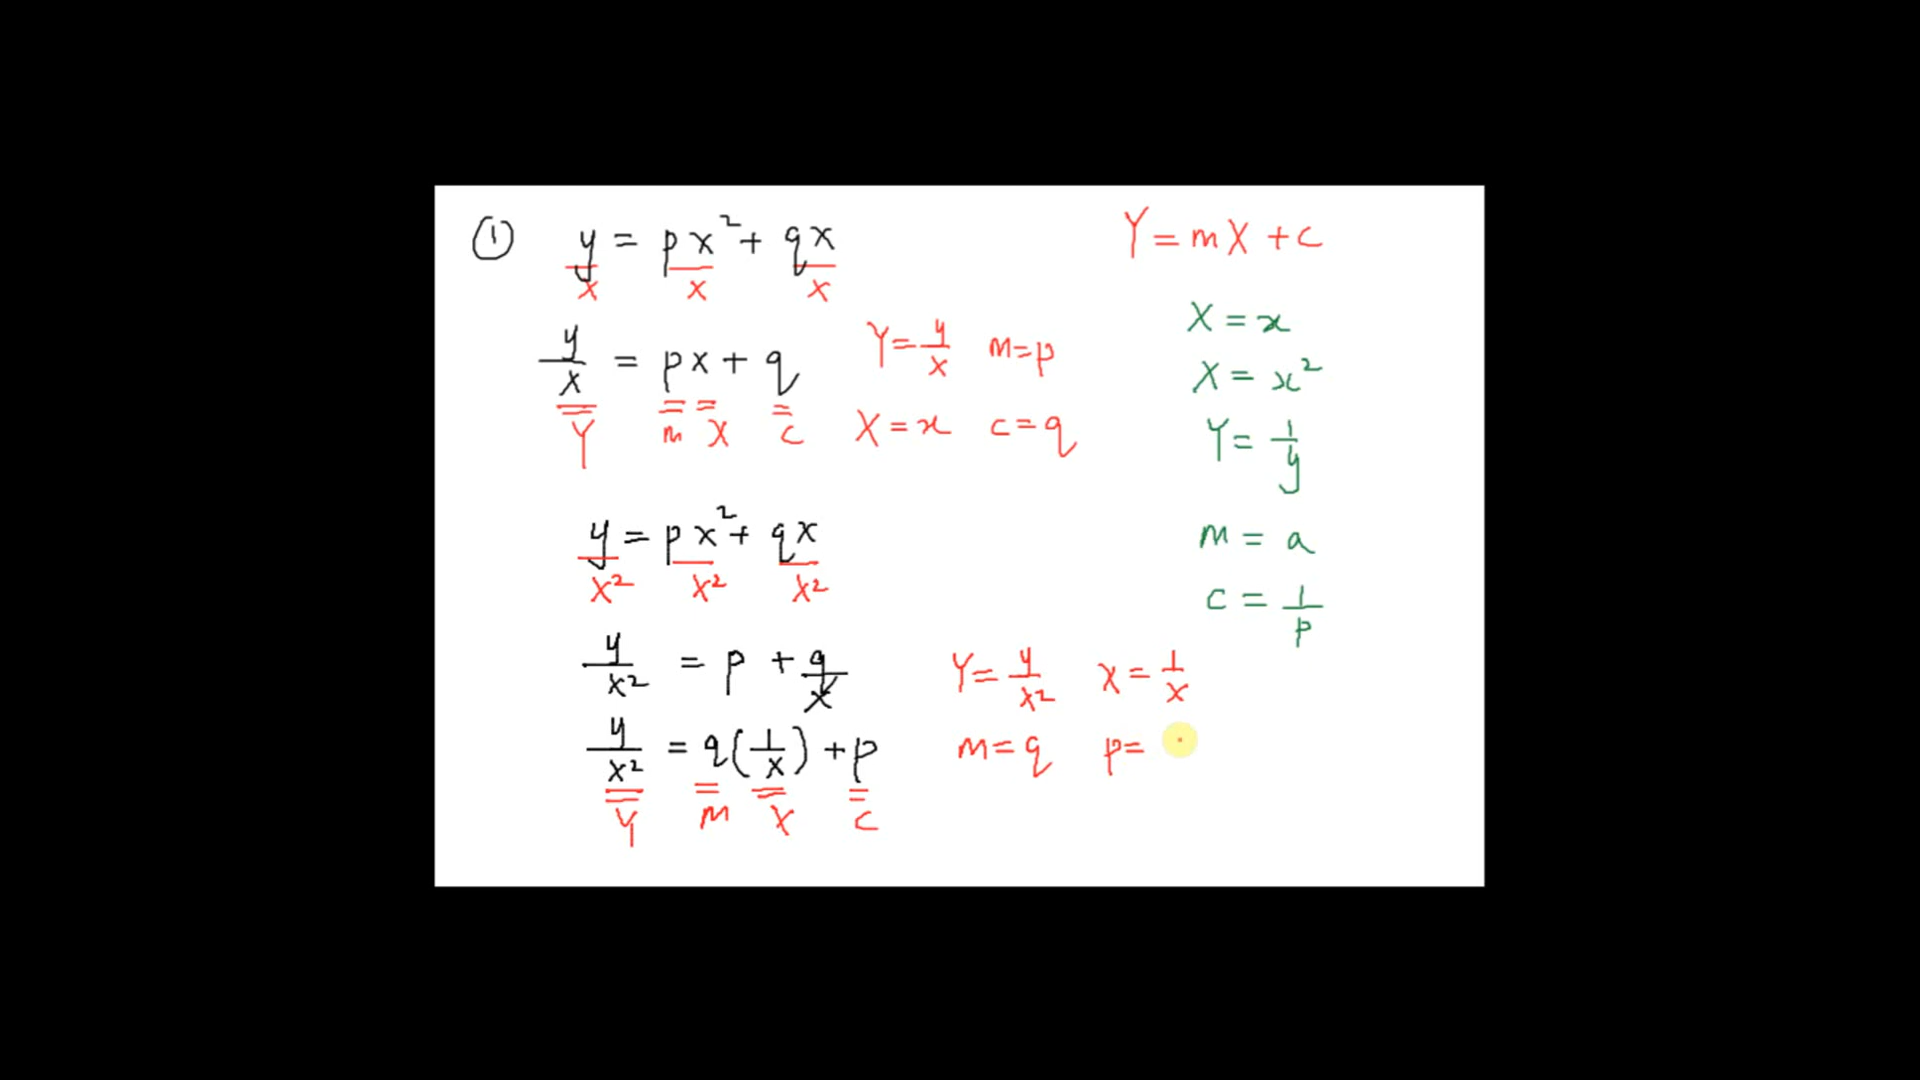 ① y/x = px²/x + qx/x
Y = mX + c
y/x = px + q
Y m X c
Y = y/x m = p
X = x c = q
X = x
X = x²
Y = 1/y
m = a
c = 1/p
y/x² = px²/x² + qx/x²
y/x² = p + q/x
y/x² = q(1/x) + p
Y m X c
Y = y/x² X = 1/x
m = q p =